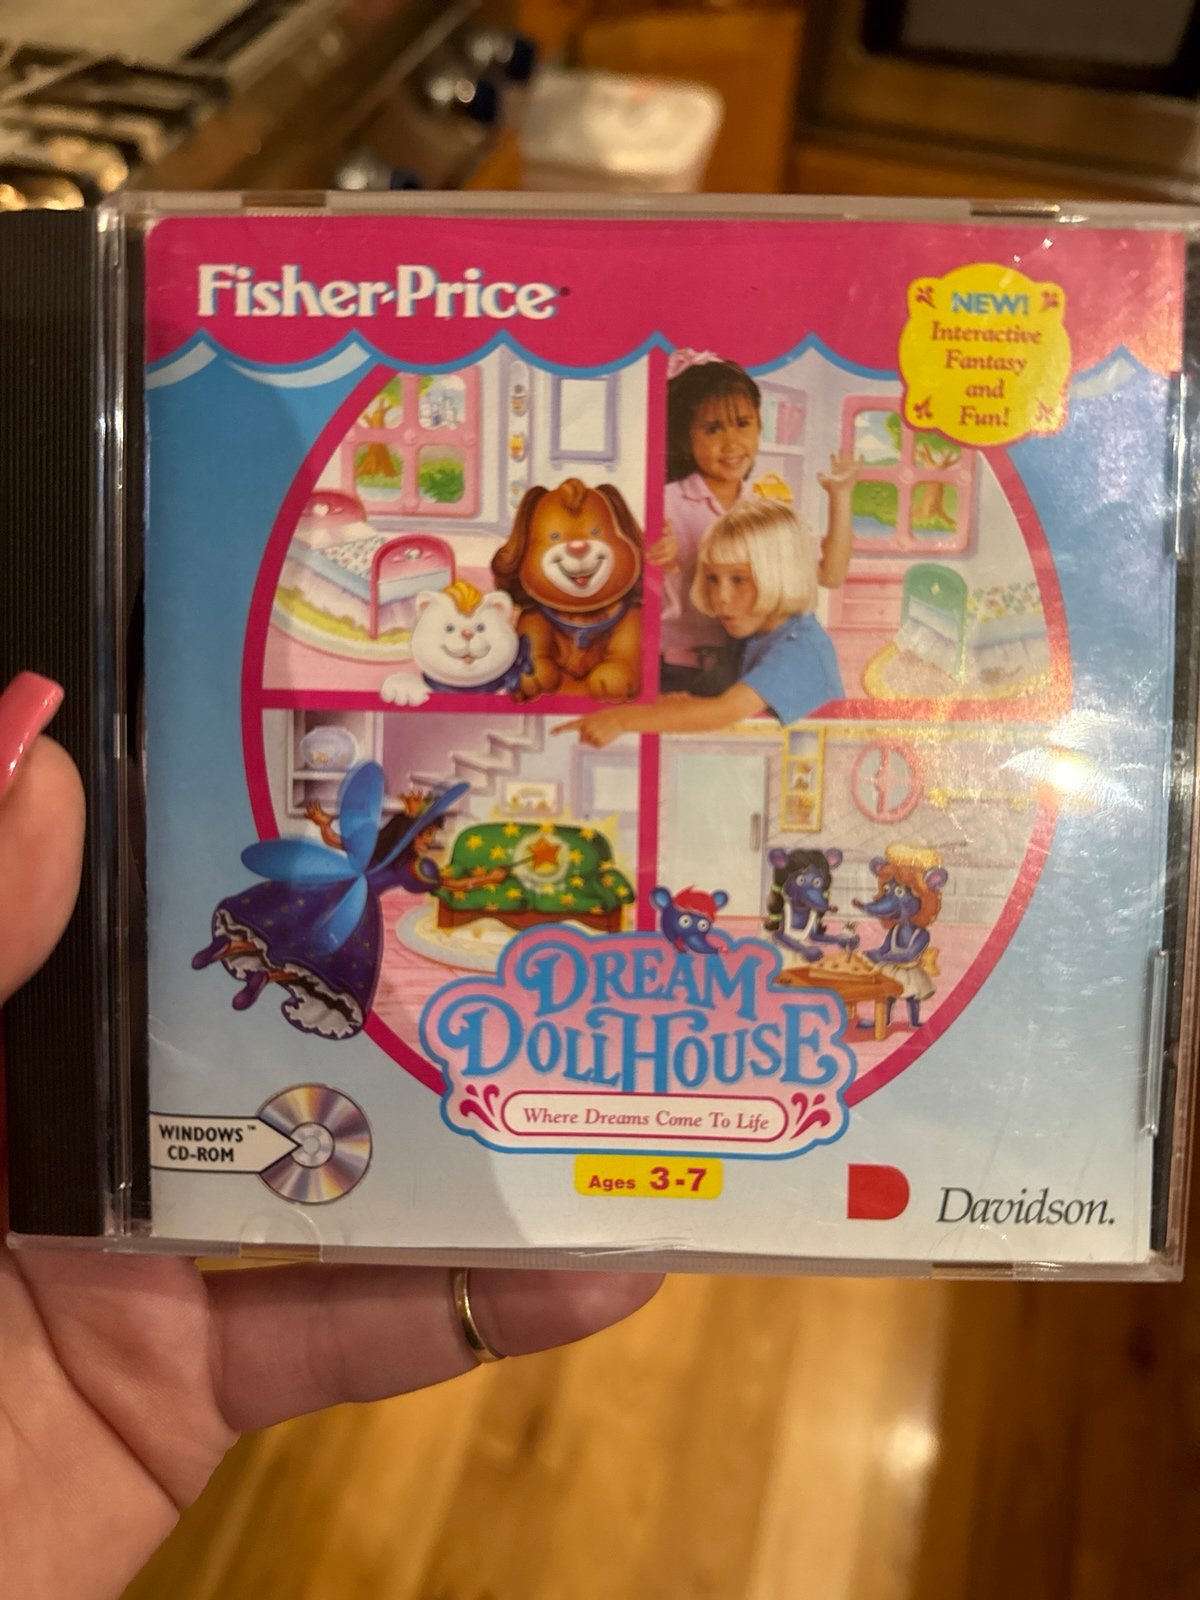 Fisher-Price
NEW!
Interactive
Fantasy
and
Fun!
DREAM
DOLLHOUSE
Where Dreams Come To Life
WINDOWS™
CD-ROM
Ages 3-7
Davidson.